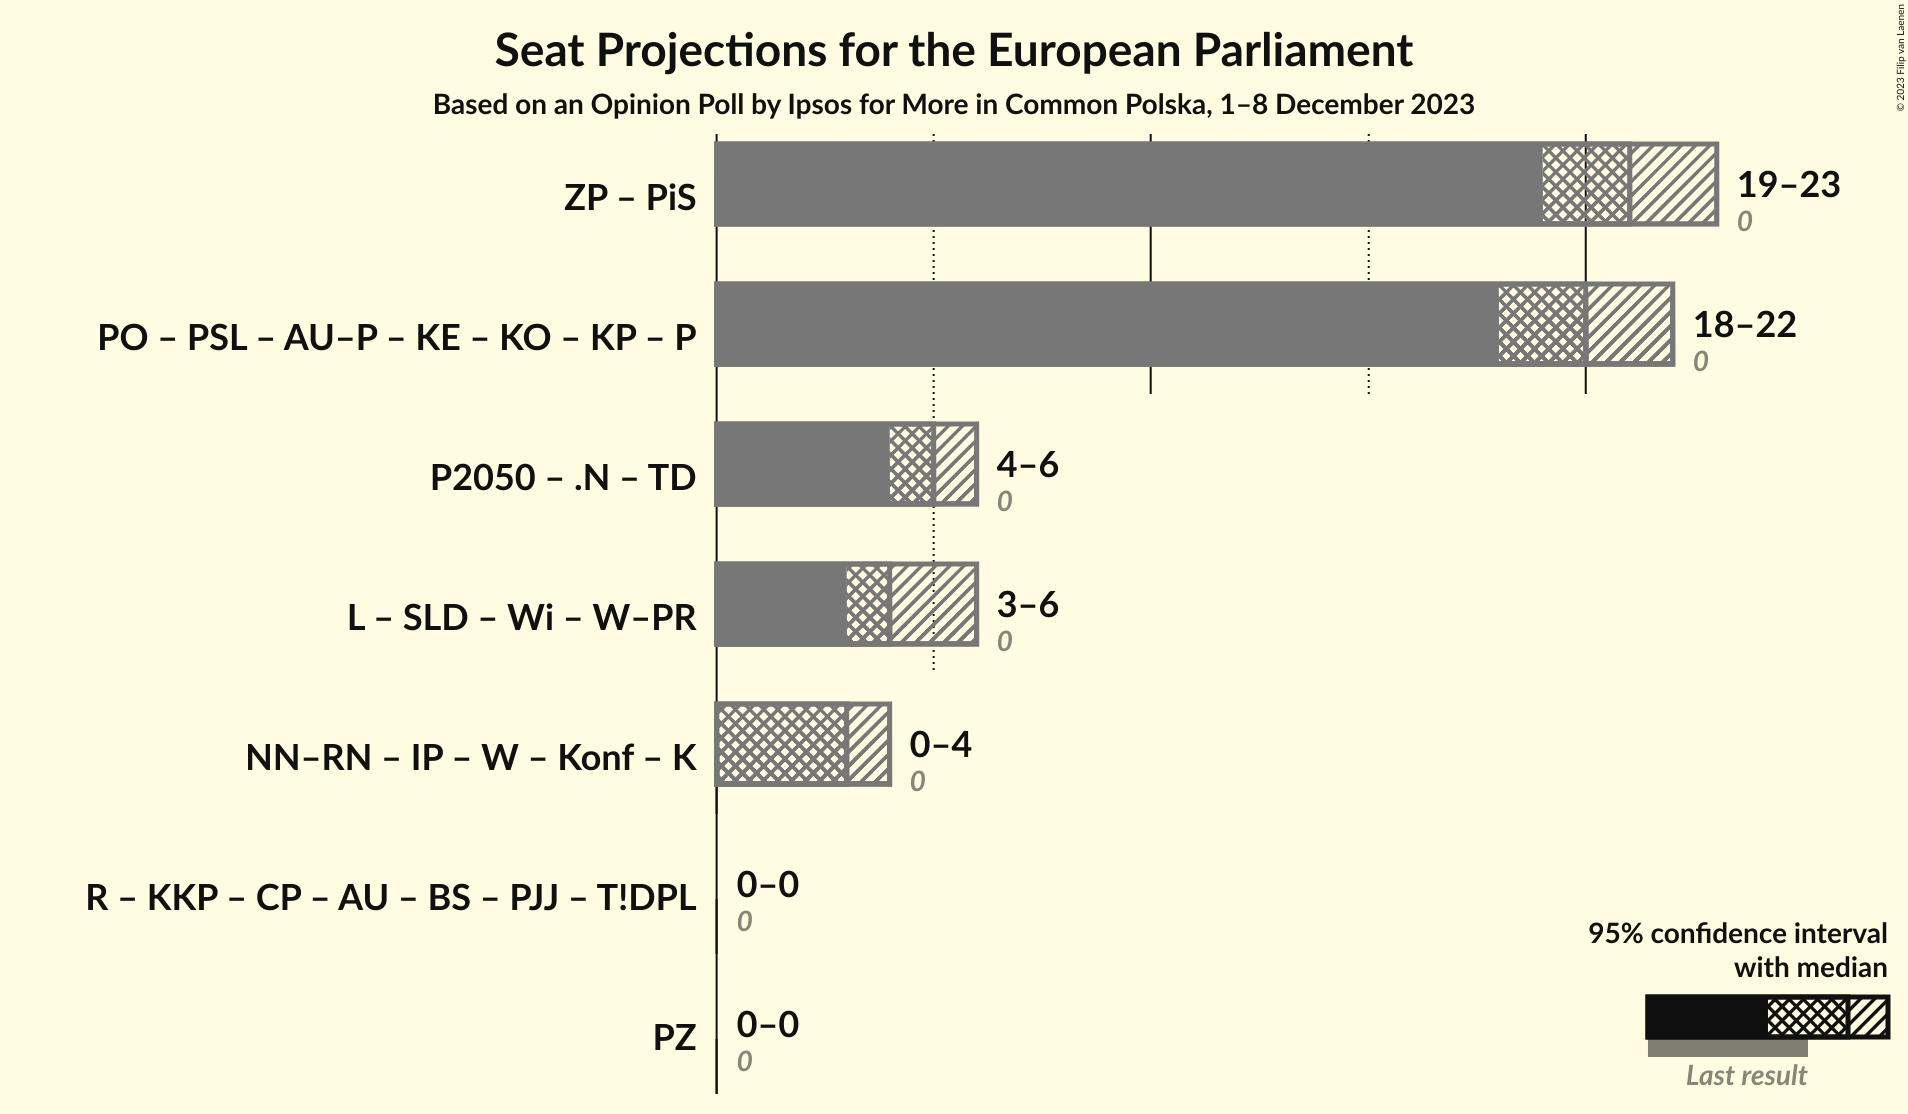 Seat Projections for the European Parliament
Based on an Opinion Poll by Ipsos for More in Common Polska, 1–8 December 2023
© 2023 Filip van Laenen
ZP – PiS
19–23
0
PO – PSL – AU–P – KE – KO – KP – P
18–22
0
P2050 – .N – TD
4–6
0
L – SLD – Wi – W–PR
3–6
0
NN–RN – IP – W – Konf – K
0–4
0
R – KKP – CP – AU – BS – PJJ – T!DPL
0–0
0
PZ
0–0
0
95% confidence interval
with median
Last result